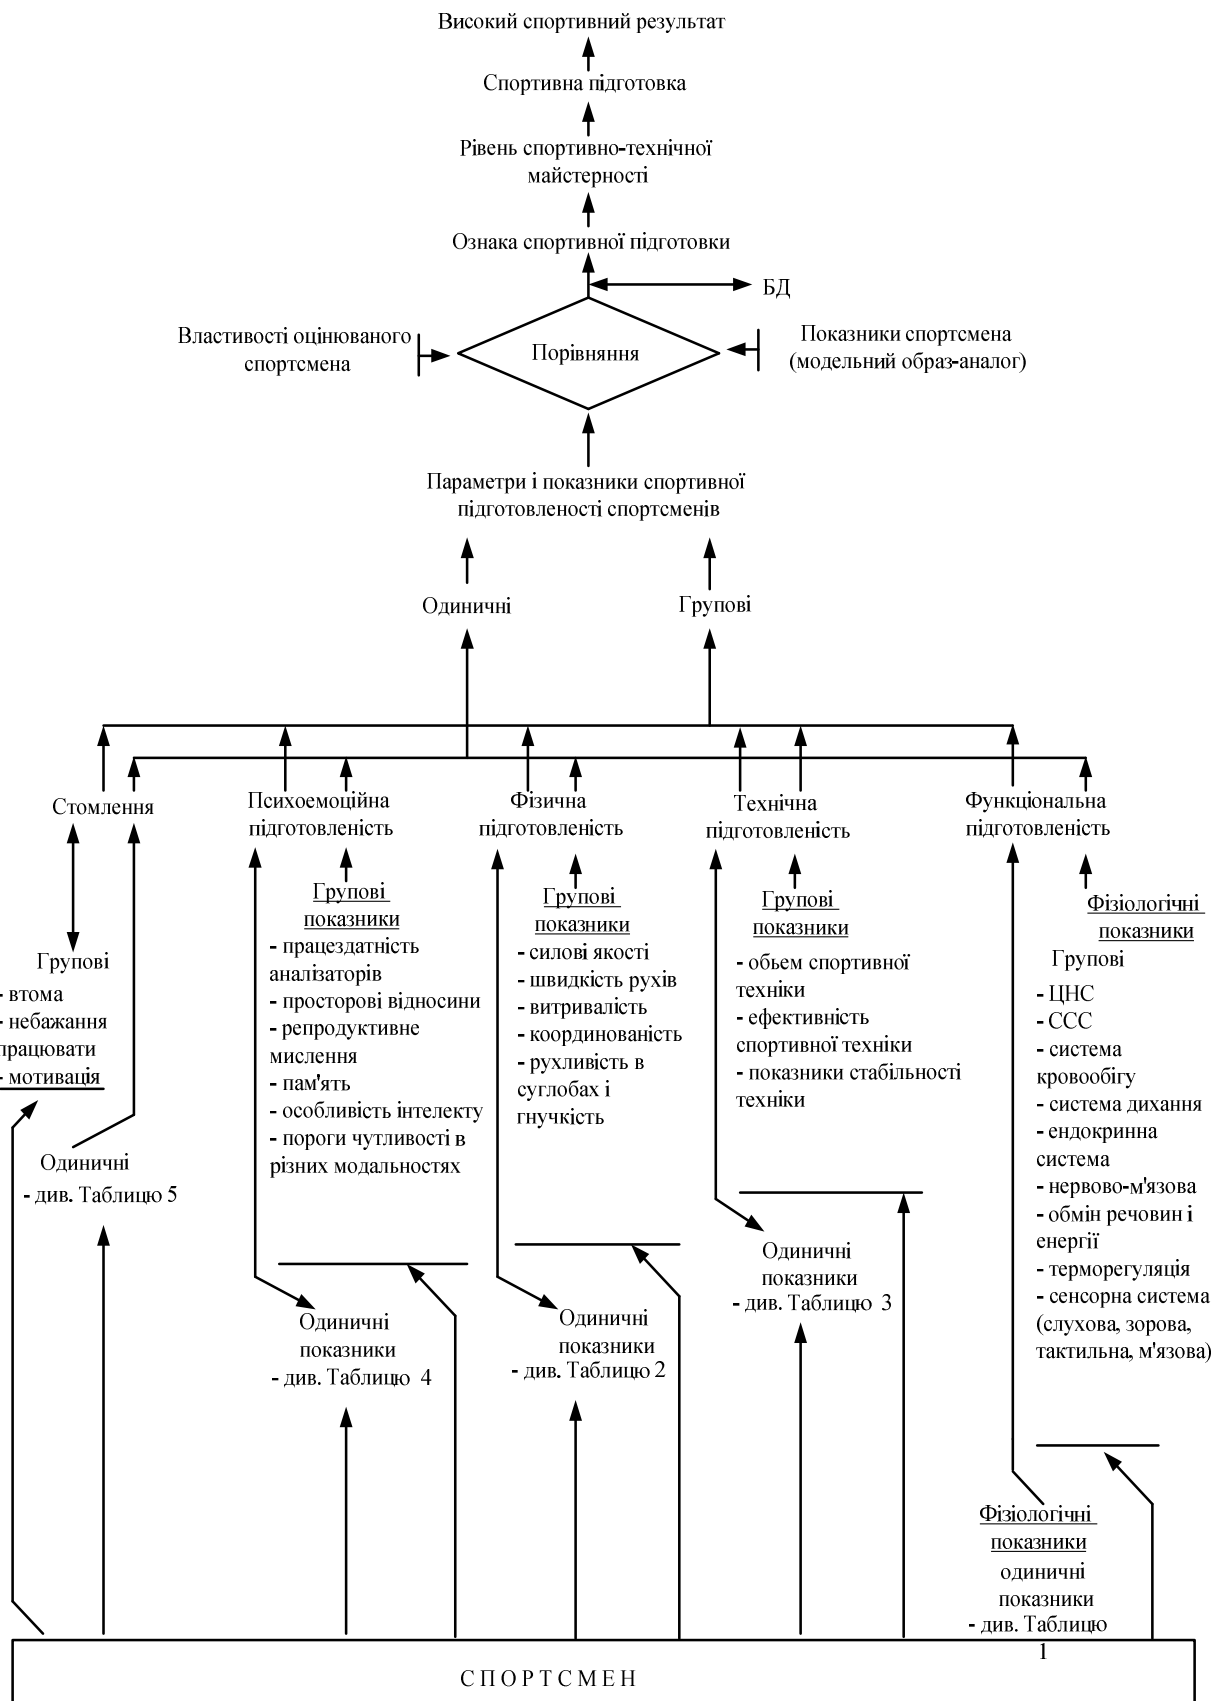 Високий спортивний результат
Спортивна підготовка
Рівень спортивно-технічної
майстерності
Ознака спортивної підготовки
БД
Властивості оцінюваного
спортсмена
Порівняння
Показники спортсмена
(модельний образ-аналог)
Параметри і показники спортивної
підготовленості спортсменів
Одиничні
Групові
Стомлення
Психоемоційна
підготовленість
Фізична
підготовленість
Технічна
підготовленість
Функціональна
підготовленість
Групові
- втома
- небажання
працювати
- мотивація
Одиничні
- див. Таблицю 5
Групові
показники
- працездатність
аналізаторів
- просторові відносини
- репродуктивне
мислення
- пам'ять
- особливість інтелекту
- пороги чутливості в
різних модальностях
Одиничні
показники
- див. Таблицю 4
Групові
показники
- силові якості
- швидкість рухів
- витривалість
- координованість
- рухливість в
суглобах і
гнучкість
Одиничні
показники
- див. Таблицю 2
Групові
показники
- обьем спортивної
техніки
- ефективність
спортивної техніки
- показники стабільності
техніки
Одиничні
показники
- див. Таблицю 3
Фізіологічні
показники
Групові
- ЦНС
- ССС
- система
кровообігу
- система дихання
- ендокринна
система
- нервово-м'язова
- обмін речовин і
енергії
- терморегуляція
- сенсорна система
(слухова, зорова,
тактильна, м'язова)
Фізіологічні
показники
одиничні
показники
- див. Таблицю
1
СПОРТСМЕН